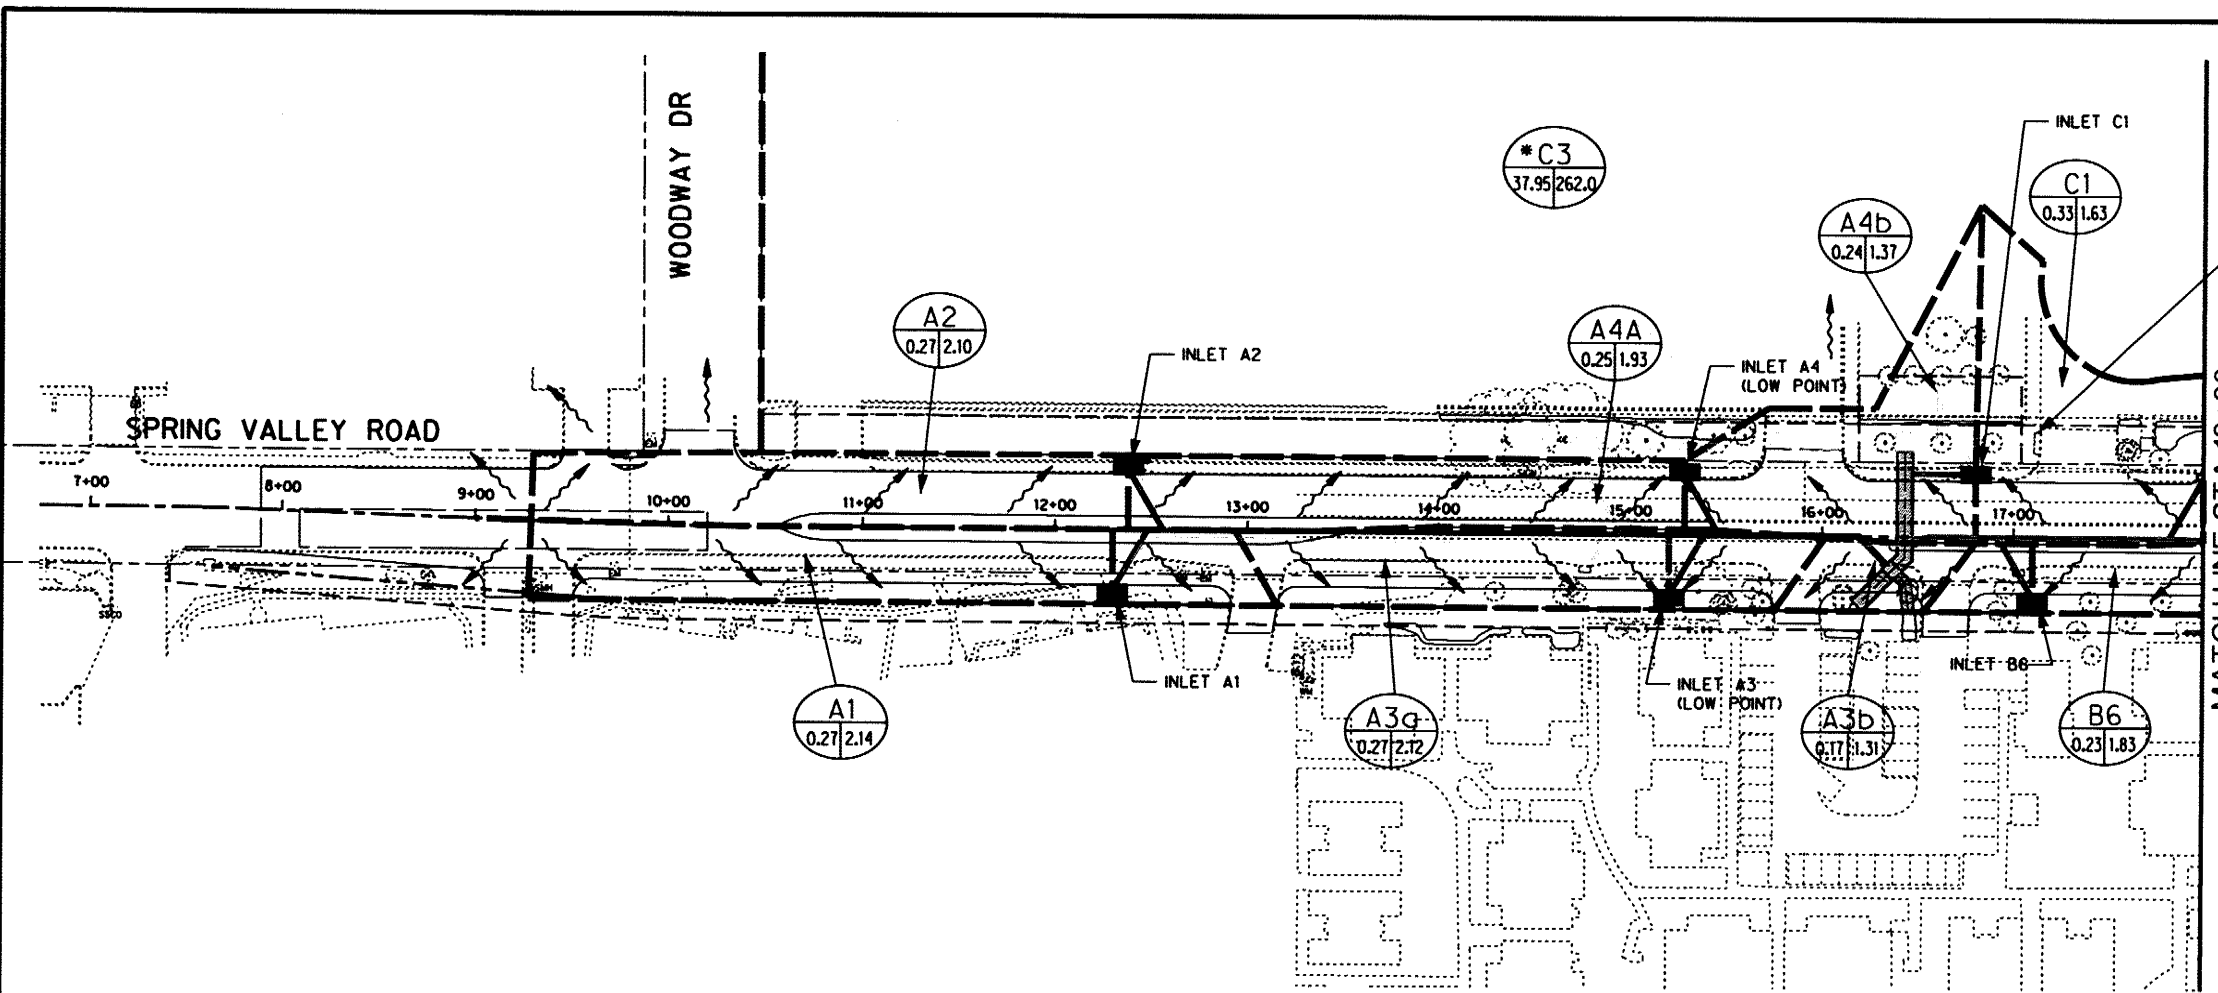 WOODWAY DR
INLET C1
*C3
37.95 262.0
C1
0.33 1.63
A4b
0.24 1.37
A2
0.27 2.10
A4A
0.25 1.93
INLET A2
INLET A4
(LOW POINT)
SPRING VALLEY ROAD
7+00
8+00
9+00
10+00
11+00
12+00
13+00
14+00
15+00
16+00
17+00
SSCO
INLET A1
INLET A3
(LOW POINT)
INLET B6
A1
0.27 2.14
A3a
0.27 2.12
A3b
0.17 1.31
B6
0.23 1.83